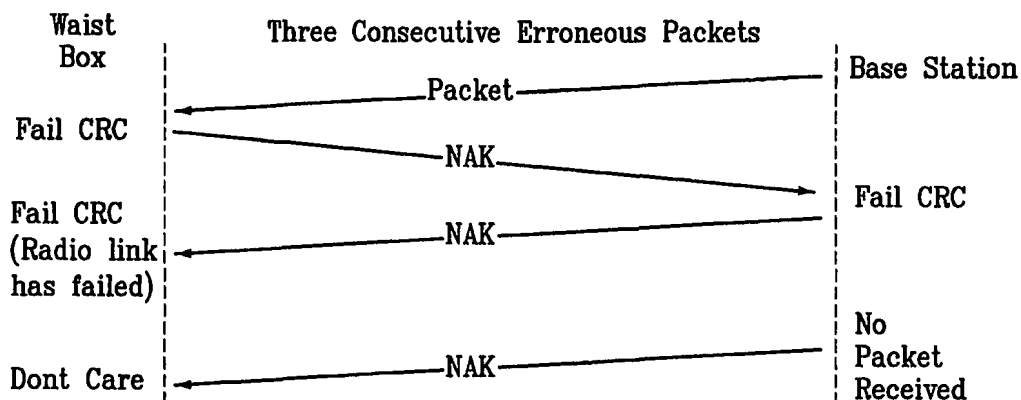 Waist
Box
Three Consecutive Erroneous Packets
Base Station
Packet
Fail CRC
NAK
Fail CRC
Fail CRC
(Radio link
has failed)
NAK
No
Packet
Received
NAK
Dont Care